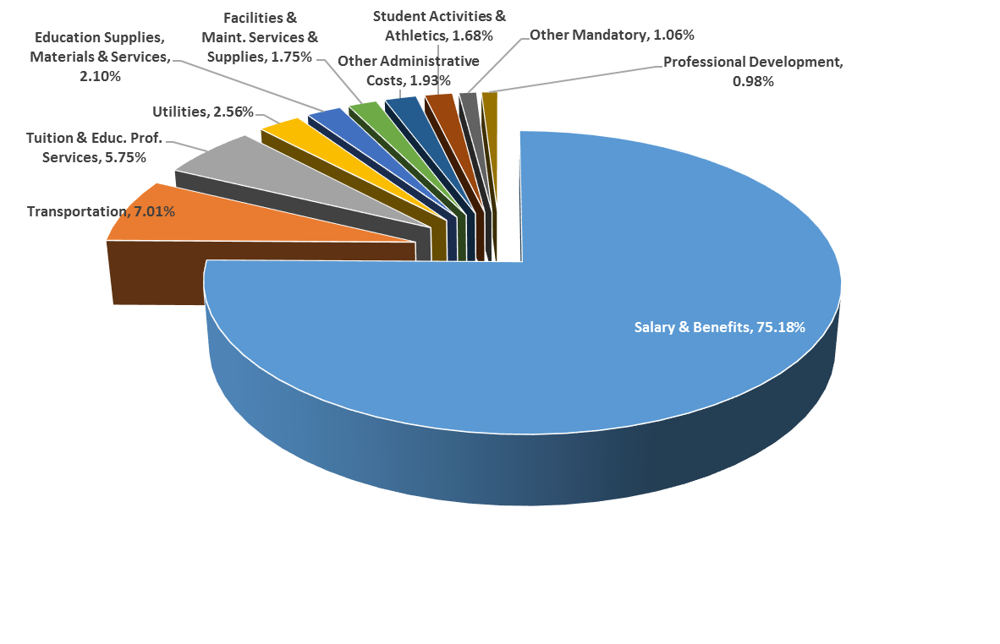 Facilities &
Maint. Services &
Supplies, 1.75%
Student Activities &
Athletics, 1.68%
Education Supplies,
Materials & Services,
2.10%
Other Mandatory, 1.06%
Other Administrative
Costs, 1.93%
Professional Development,
0.98%
Utilities, 2.56%
Tuition & Educ. Prof.
Services, 5.75%
Transportation, 7.01%
Salary & Benefits, 75.18%